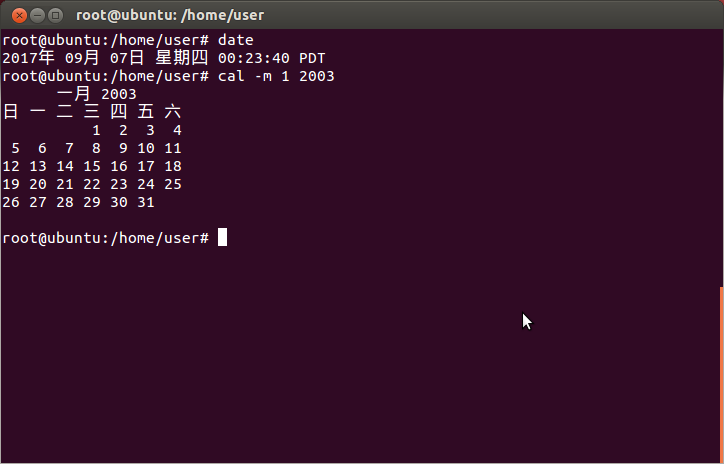 root@ubuntu: /home/user
root@ubuntu:/home/user# date
2017年 09月 07日 星期四 00:23:40 PDT
root@ubuntu:/home/user# cal -m 1 2003
      一月 2003
日 一 二 三 四 五 六
          1  2  3  4
 5  6  7  8  9 10 11
12 13 14 15 16 17 18
19 20 21 22 23 24 25
26 27 28 29 30 31
root@ubuntu:/home/user#